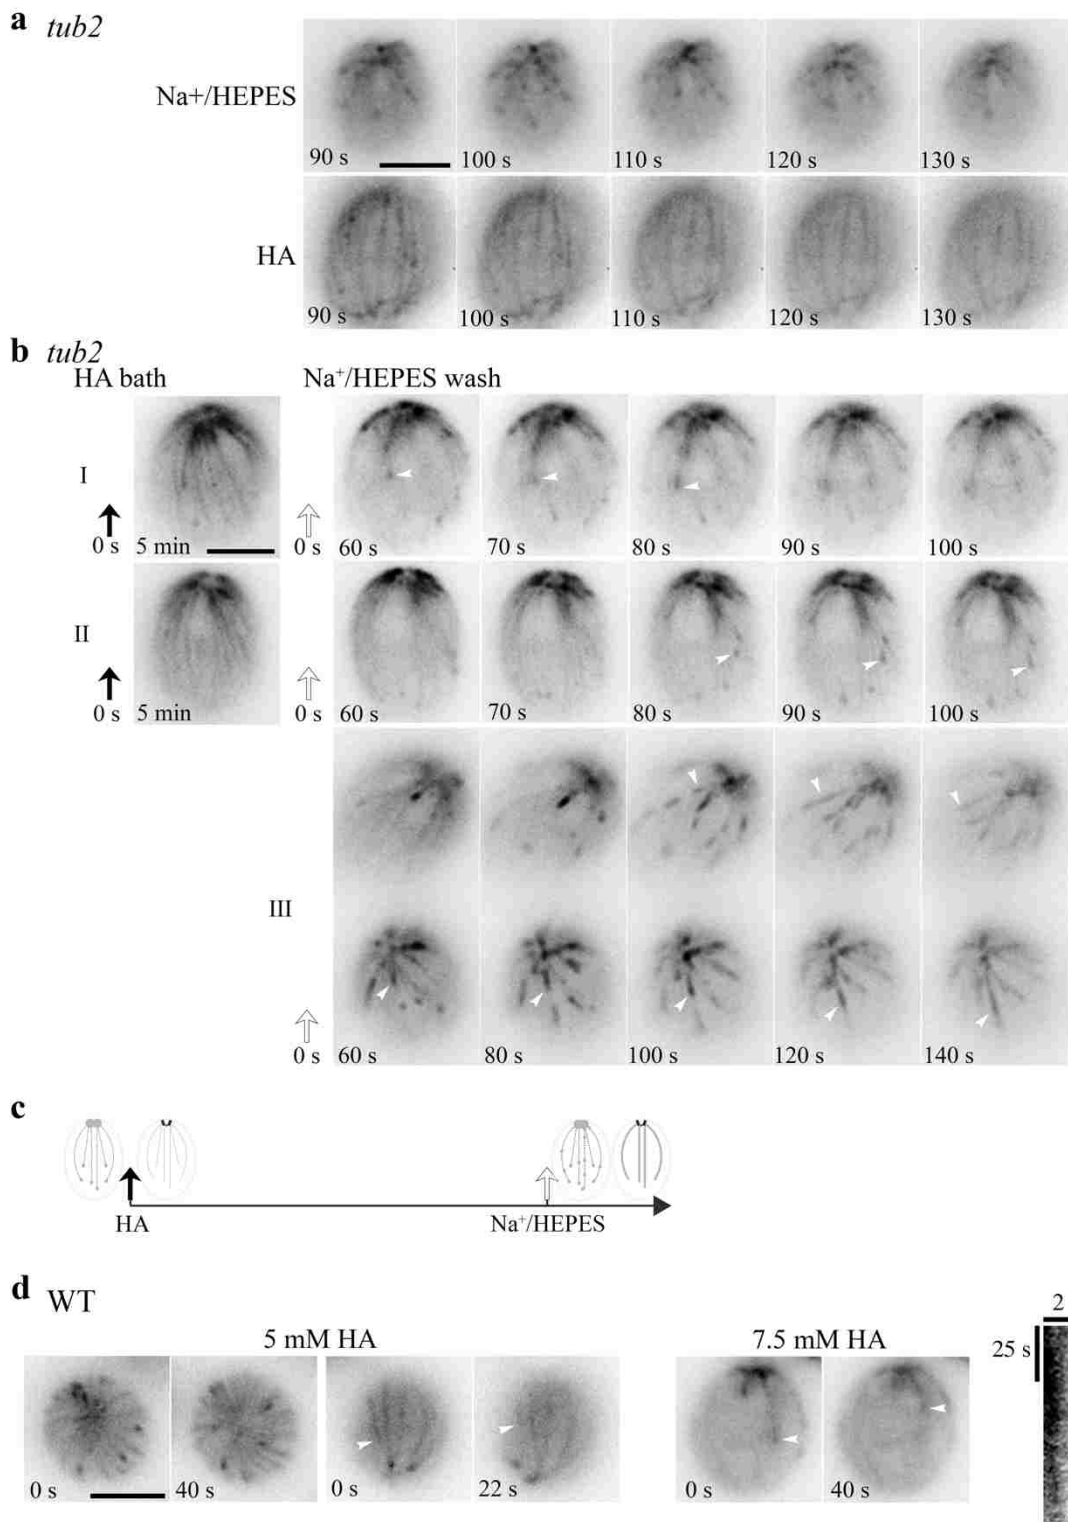 a tub2
Na+/HEPES
90 s 100 s 110 s 120 s 130 s
HA
90 s 100 s 110 s 120 s 130 s
b tub2
HA bath Na⁺/HEPES wash
I
0 s 5 min 0 s 60 s 70 s 80 s 90 s 100 s
II
0 s 5 min 0 s 60 s 70 s 80 s 90 s 100 s
III
0 s 60 s 80 s 100 s 120 s 140 s
c
HA Na⁺/HEPES
d WT
5 mM HA 7.5 mM HA
2
25 s
0 s 40 s 0 s 22 s 0 s 40 s